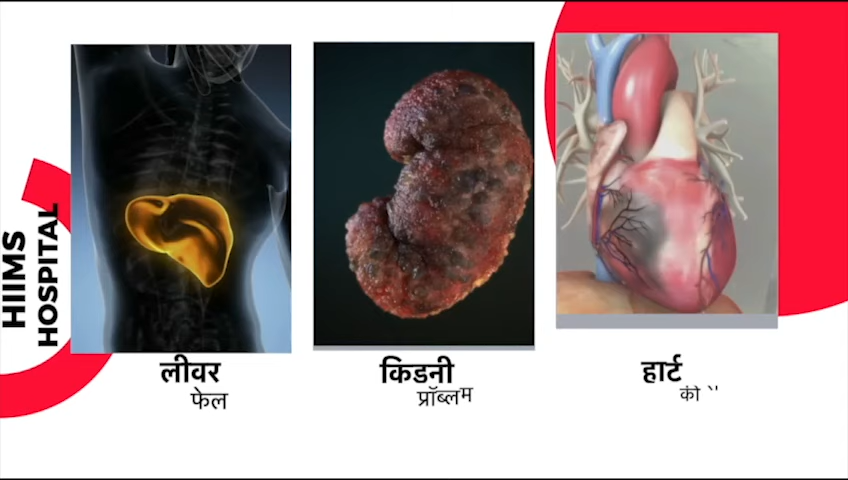 HIIMS
HOSPITAL
लीवर
फेल
किडनी
प्रॉब्लम
हार्ट
की